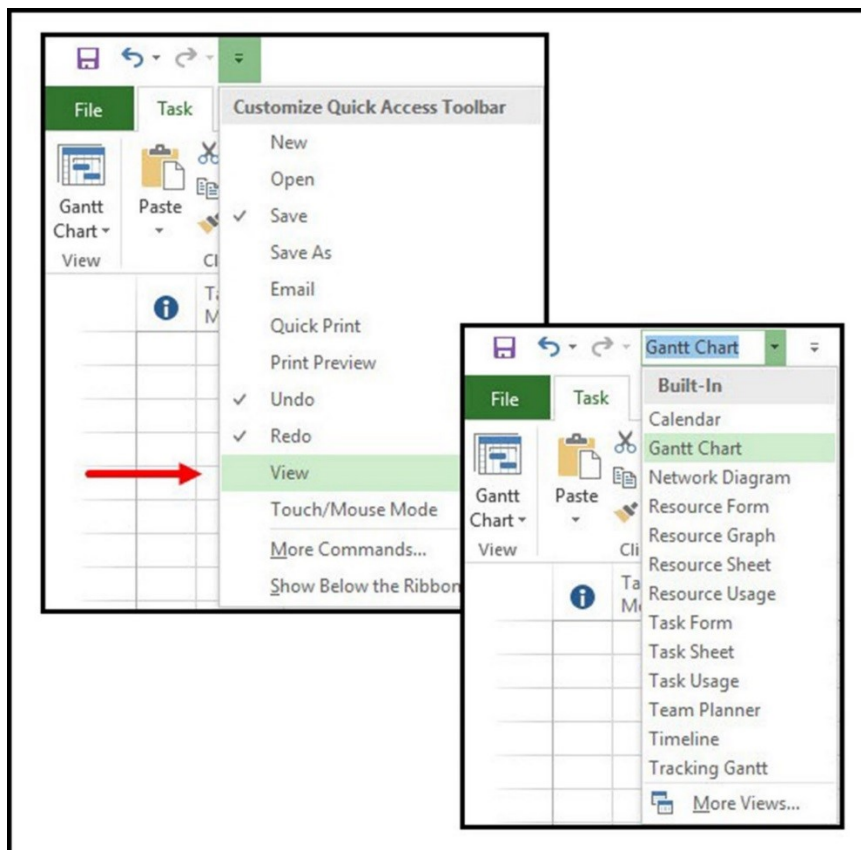 File
Task
Customize Quick Access Toolbar
New
Open
Gantt
Chart
Paste
Save
Save As
View
Cl
Email
Quick Print
Print Preview
Undo
Redo
View
Touch/Mouse Mode
More Commands...
Show Below the Ribbon
Gantt Chart
File
Task
Built-In
Calendar
Gantt Chart
Network Diagram
Gantt
Chart
Paste
Resource Form
Resource Graph
View
Cli
Resource Sheet
Resource Usage
Task Form
Task Sheet
Task Usage
Team Planner
Timeline
Tracking Gantt
More Views...